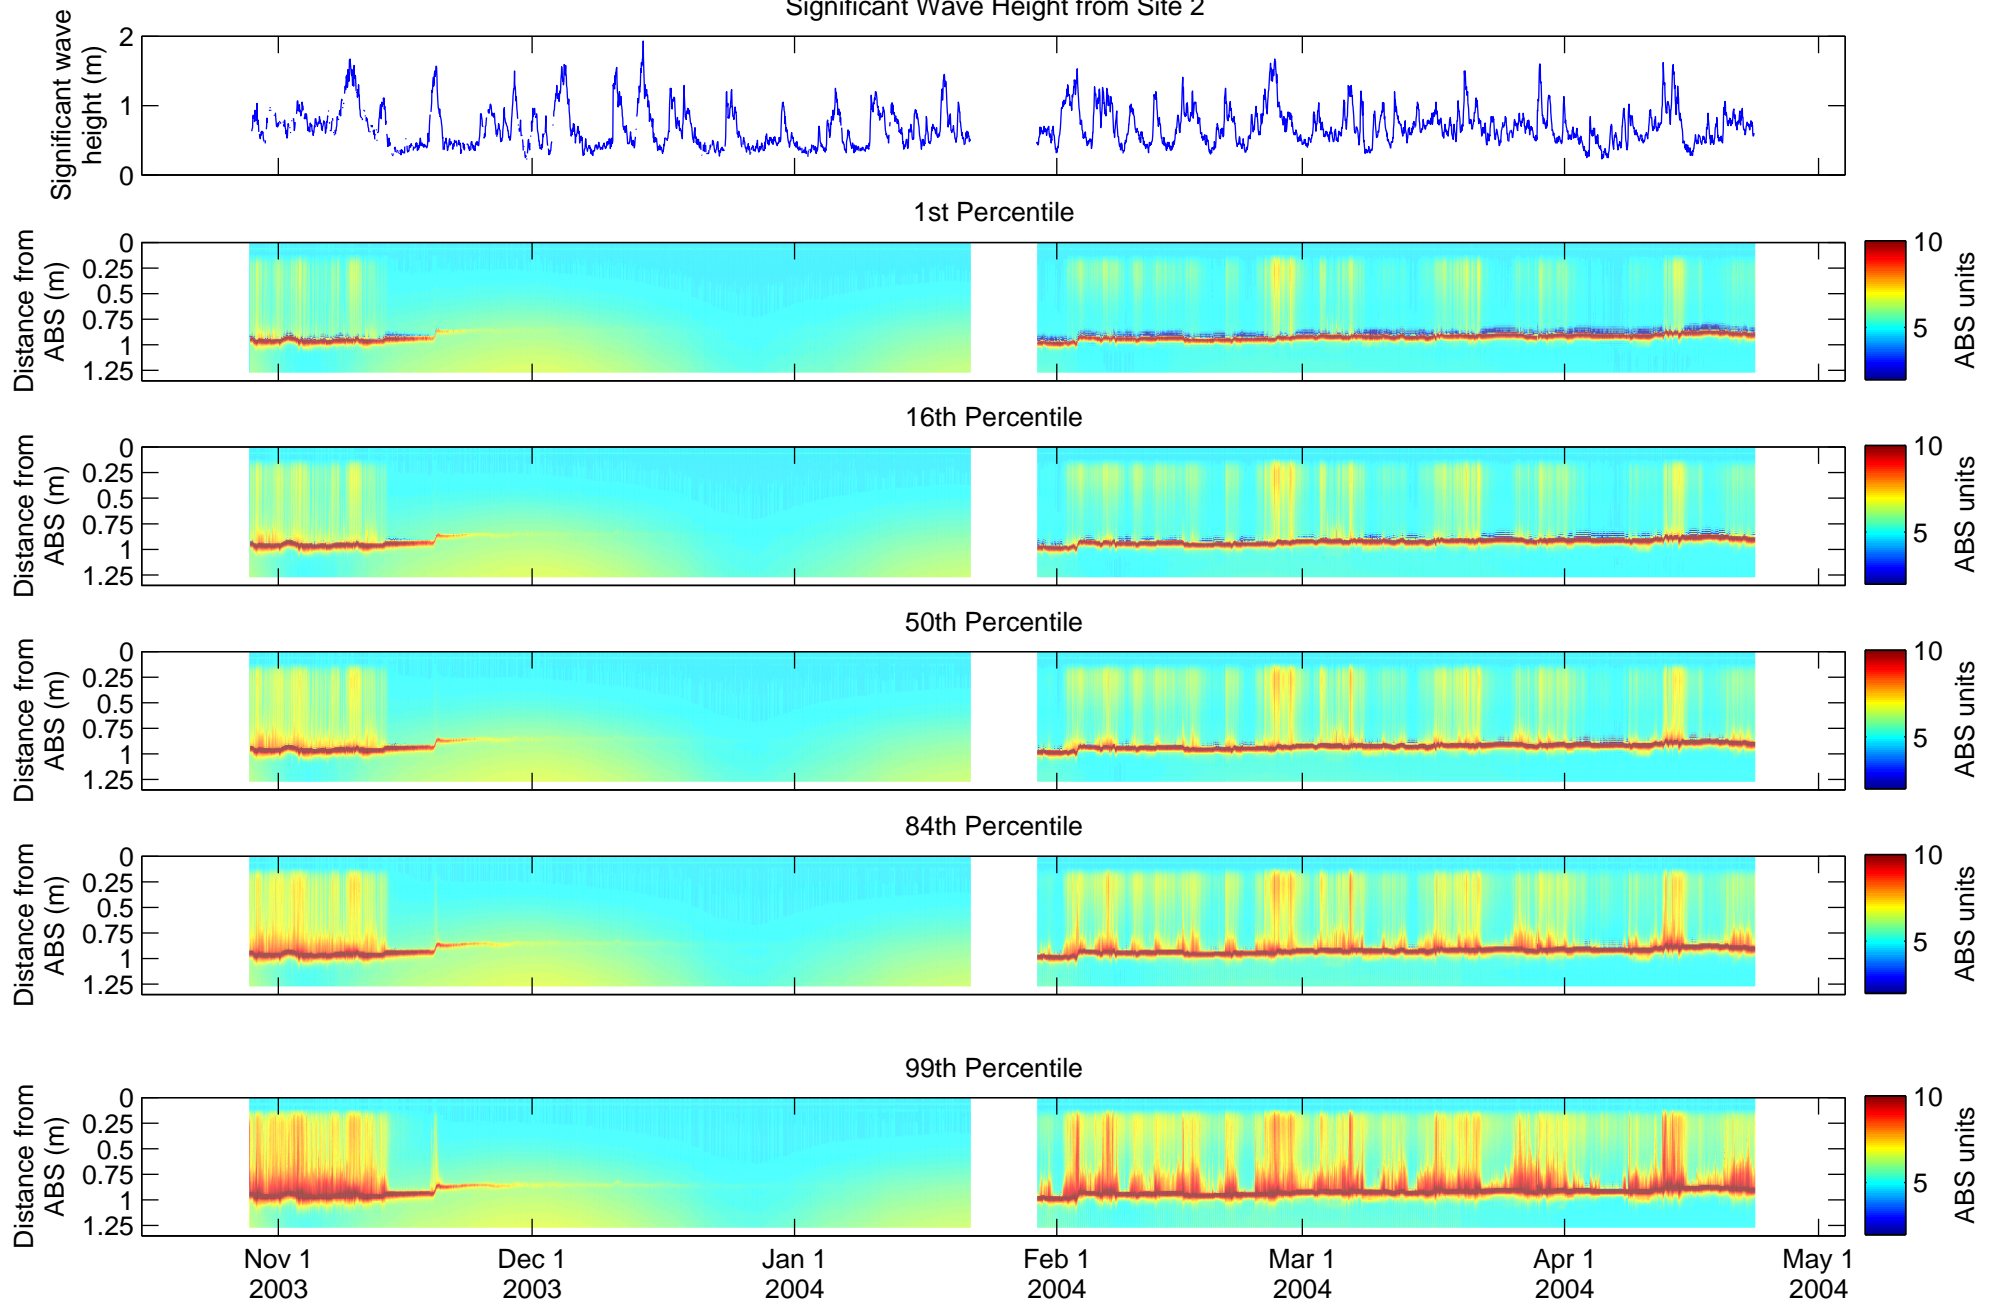 Significant Wave Height from Site 2
Significant wave
height (m)
2
1
0
1st Percentile
Distance from
ABS (m)
0
0.25
0.5
0.75
1
1.25
10
5
ABS units
16th Percentile
Distance from
ABS (m)
0
0.25
0.5
0.75
1
1.25
10
5
ABS units
50th Percentile
Distance from
ABS (m)
0
0.25
0.5
0.75
1
1.25
10
5
ABS units
84th Percentile
Distance from
ABS (m)
0
0.25
0.5
0.75
1
1.25
10
5
ABS units
99th Percentile
Distance from
ABS (m)
0
0.25
0.5
0.75
1
1.25
10
5
ABS units
Nov 1 Dec 1 Jan 1 Feb 1 Mar 1 Apr 1 May 1
2003 2003 2004 2004 2004 2004 2004